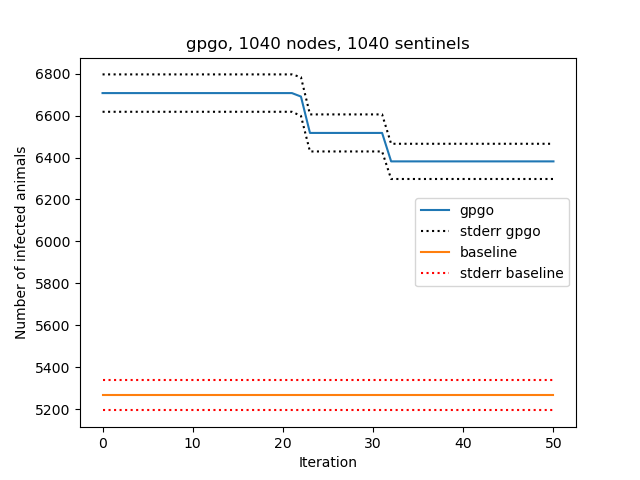 gpgo, 1040 nodes, 1040 sentinels
Number of infected animals
6800
6600
6400
6200
6000
5800
5600
5400
5200
gpgo
stderr gpgo
baseline
stderr baseline
0 10 20 30 40 50
Iteration